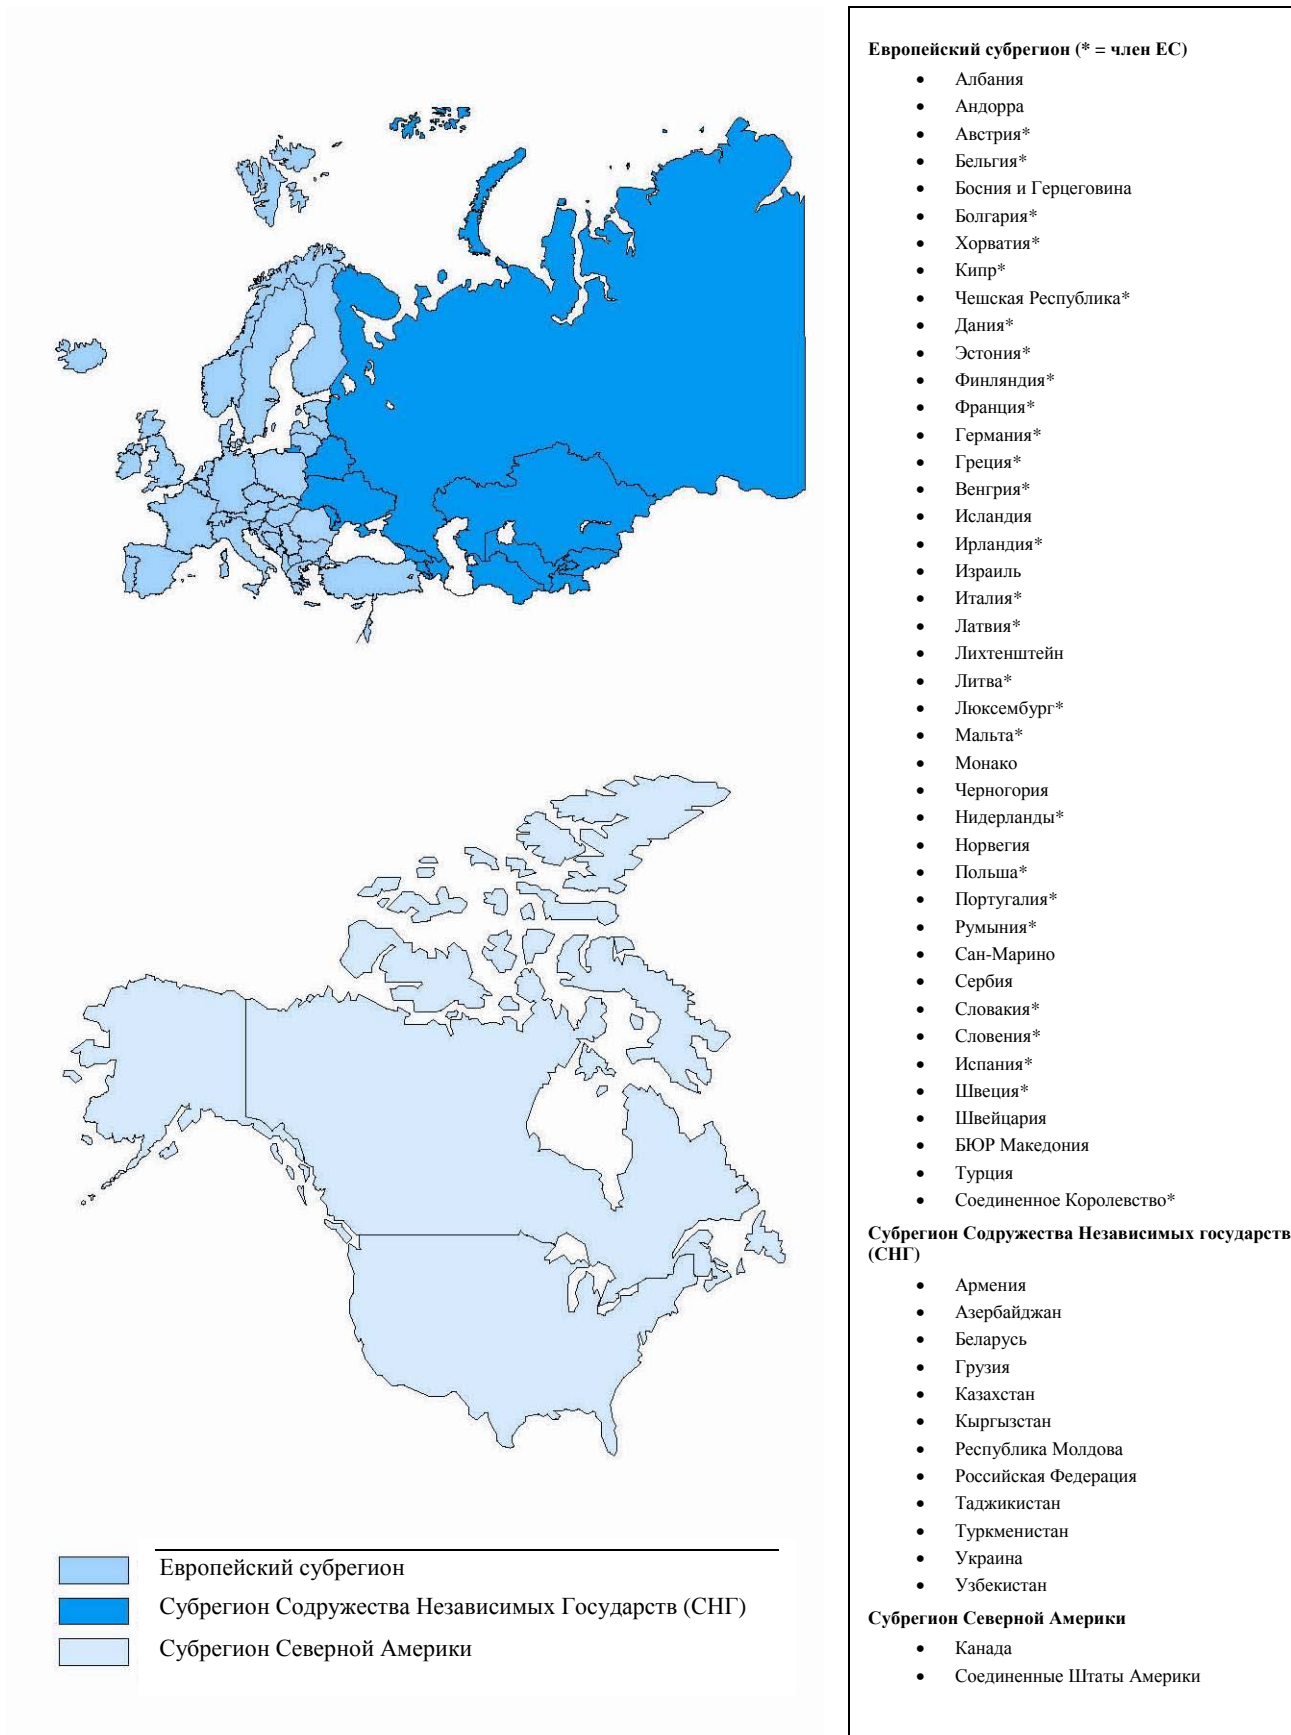 Европейский субрегион (* = член ЕС)
• Албания
• Андорра
• Австрия*
• Бельгия*
• Босния и Герцеговина
• Болгария*
• Хорватия*
• Кипр*
• Чешская Республика*
• Дания*
• Эстония*
• Финляндия*
• Франция*
• Германия*
• Греция*
• Венгрия*
• Исландия
• Ирландия*
• Израиль
• Италия*
• Латвия*
• Лихтенштейн
• Литва*
• Люксембург*
• Мальта*
• Монако
• Черногория
• Нидерланды*
• Норвегия
• Польша*
• Португалия*
• Румыния*
• Сан-Марино
• Сербия
• Словакия*
• Словения*
• Испания*
• Швеция*
• Швейцария
• БЮР Македония
• Турция
• Соединенное Королевство*
Субрегион Содружества Независимых государств
(СНГ)
• Армения
• Азербайджан
• Беларусь
• Грузия
• Казахстан
• Кыргызстан
• Республика Молдова
• Российская Федерация
• Таджикистан
• Туркменистан
• Украина
• Узбекистан
Субрегион Северной Америки
• Канада
• Соединенные Штаты Америки
Европейский субрегион
Субрегион Содружества Независимых Государств (СНГ)
Субрегион Северной Америки